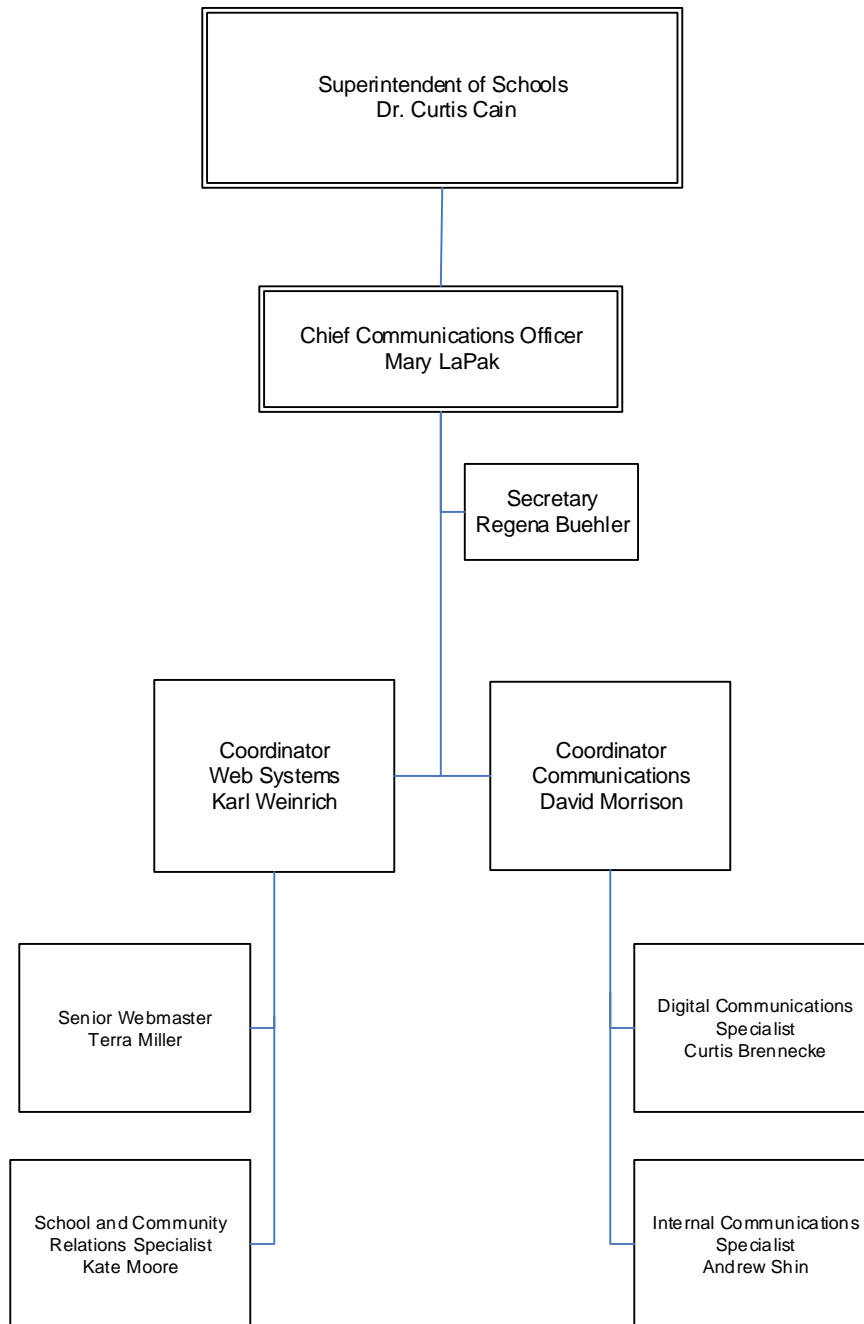 Superintendent of Schools
Dr. Curtis Cain
Chief Communications Officer
Mary LaPak
Secretary
Regena Buehler
Coordinator
Web Systems
Karl Weinrich
Coordinator
Communications
David Morrison
Senior Webmaster
Terra Miller
Digital Communications
Specialist
Curtis Brennecke
School and Community
Relations Specialist
Kate Moore
Internal Communications
Specialist
Andrew Shin